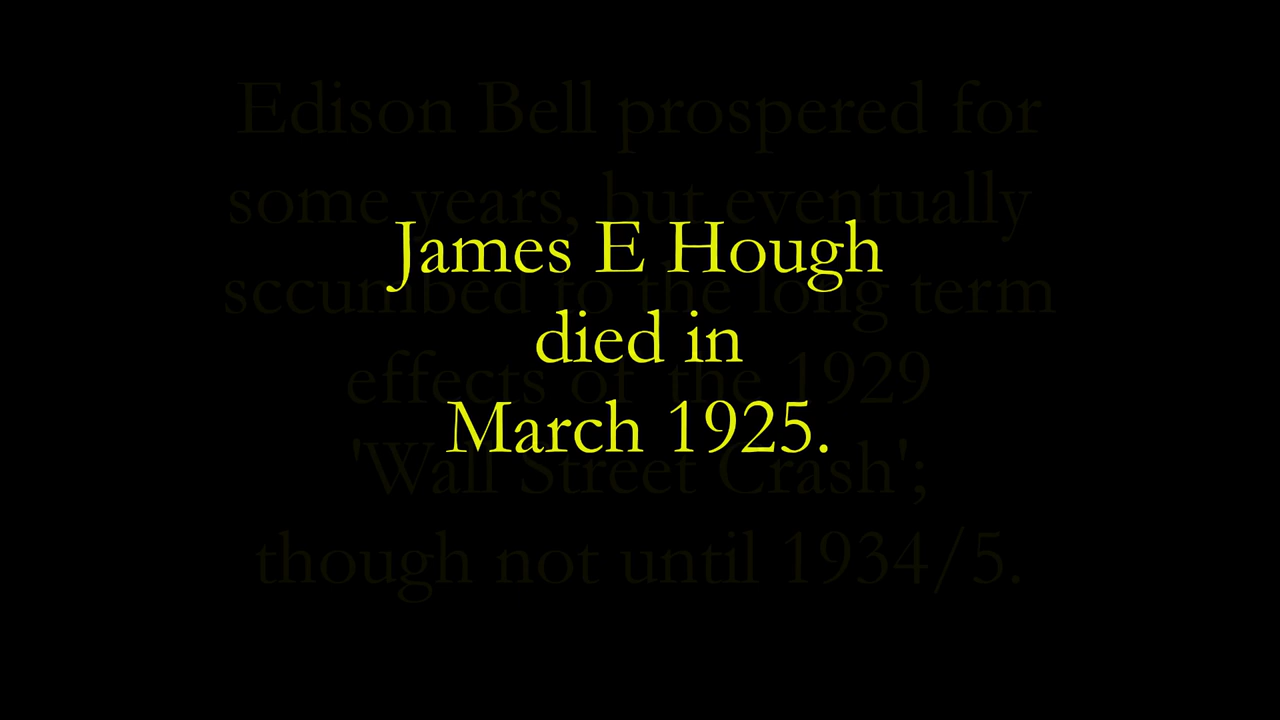 James E Hough
died in
March 1925.
Edison Bell prospered for
some years, but eventually
sccumbed to the long term
effects of the 1929
'Wall Street Crash';
though not until 1934/5.